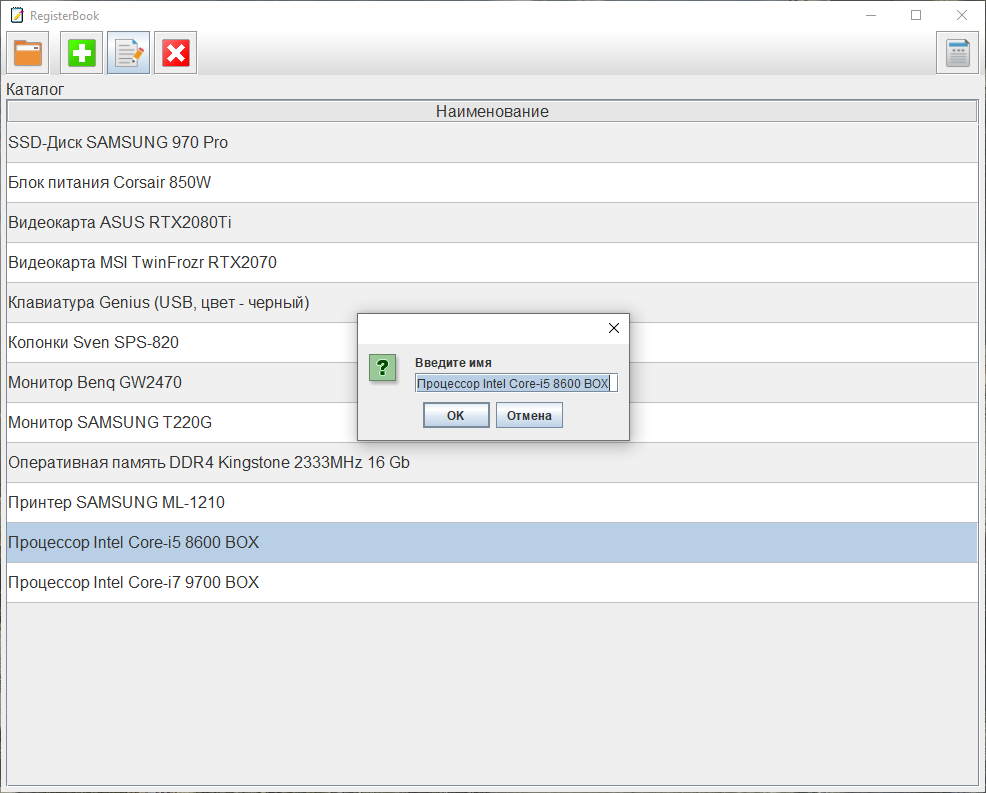 RegisterBook
Каталог
Наименование
SSD-Диск SAMSUNG 970 Pro
Блок питания Corsair 850W
Видеокарта ASUS RTX2080Ti
Видеокарта MSI TwinFrozr RTX2070
Клавиатура Genius (USB, цвет - черный)
Колонки Sven SPS-820
Введите имя
Процессор Intel Core-i5 8600 BOX
OK
Отмена
Монитор Benq GW2470
Монитор SAMSUNG T220G
Оперативная память DDR4 Kingstone 2333MHz 16 Gb
Принтер SAMSUNG ML-1210
Процессор Intel Core-i5 8600 BOX
Процессор Intel Core-i7 9700 BOX